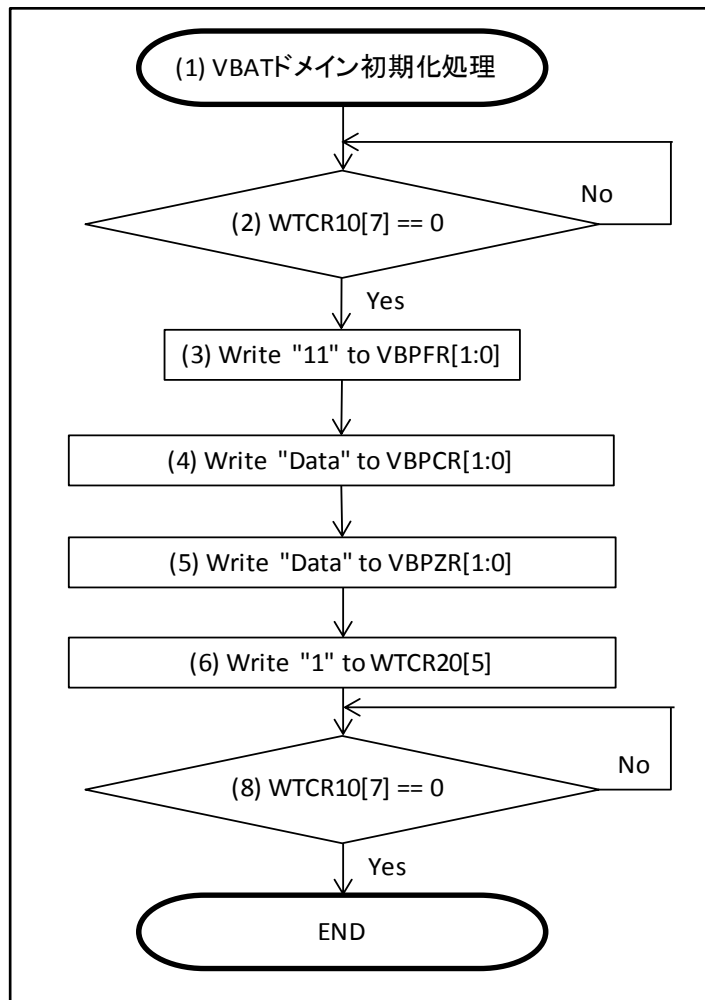 (1) VBATドメイン初期化処理
(2) WTCR10[7] == 0
No
Yes
(3) Write "11" to VBPFR[1:0]
(4) Write "Data" to VBPCR[1:0]
(5) Write "Data" to VBPZR[1:0]
(6) Write "1" to WTCR20[5]
(8) WTCR10[7] == 0
No
Yes
END